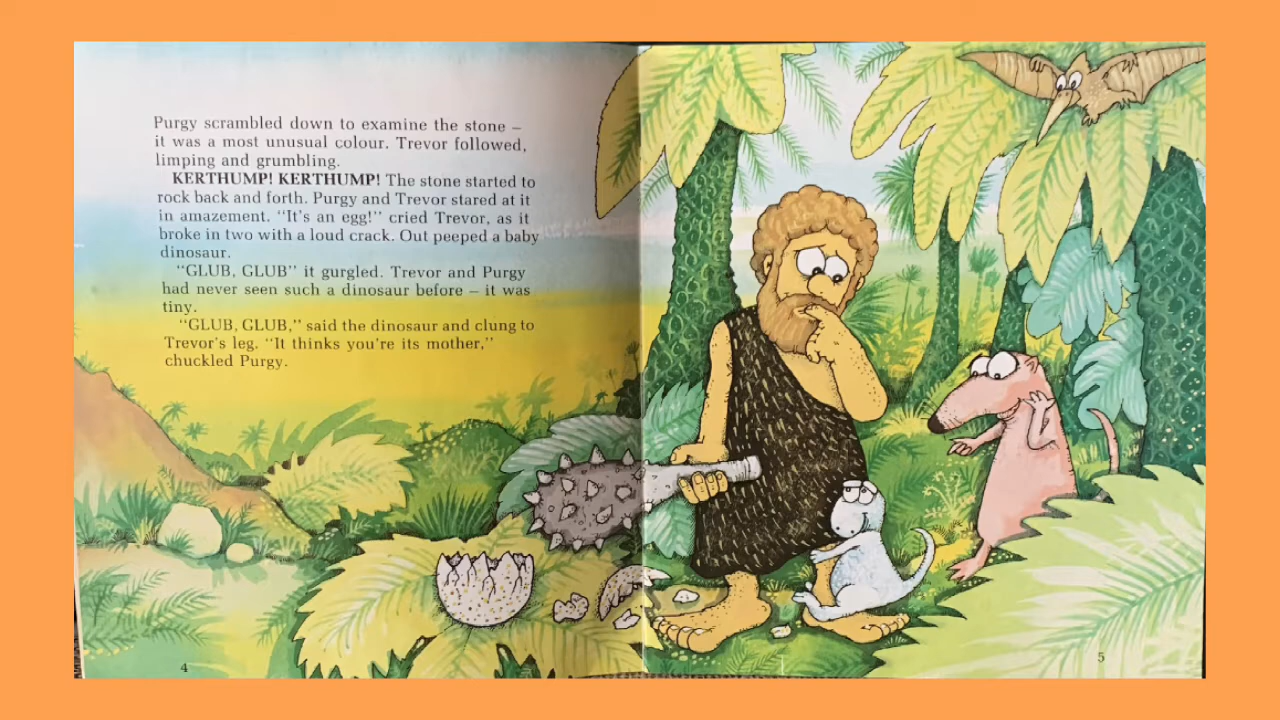 Purgy scrambled down to examine the stone –
it was a most unusual colour. Trevor followed,
limping and grumbling.
KERTHUMP! KERTHUMP! The stone started to
rock back and forth. Purgy and Trevor stared at it
in amazement. “It's an egg!” cried Trevor, as it
broke in two with a loud crack. Out peeped a baby
dinosaur.
“GLUB, GLUB” it gurgled. Trevor and Purgy
had never seen such a dinosaur before – it was
tiny.
“GLUB, GLUB,” said the dinosaur and clung to
Trevor's leg. “It thinks you're its mother,”
chuckled Purgy.
4
5